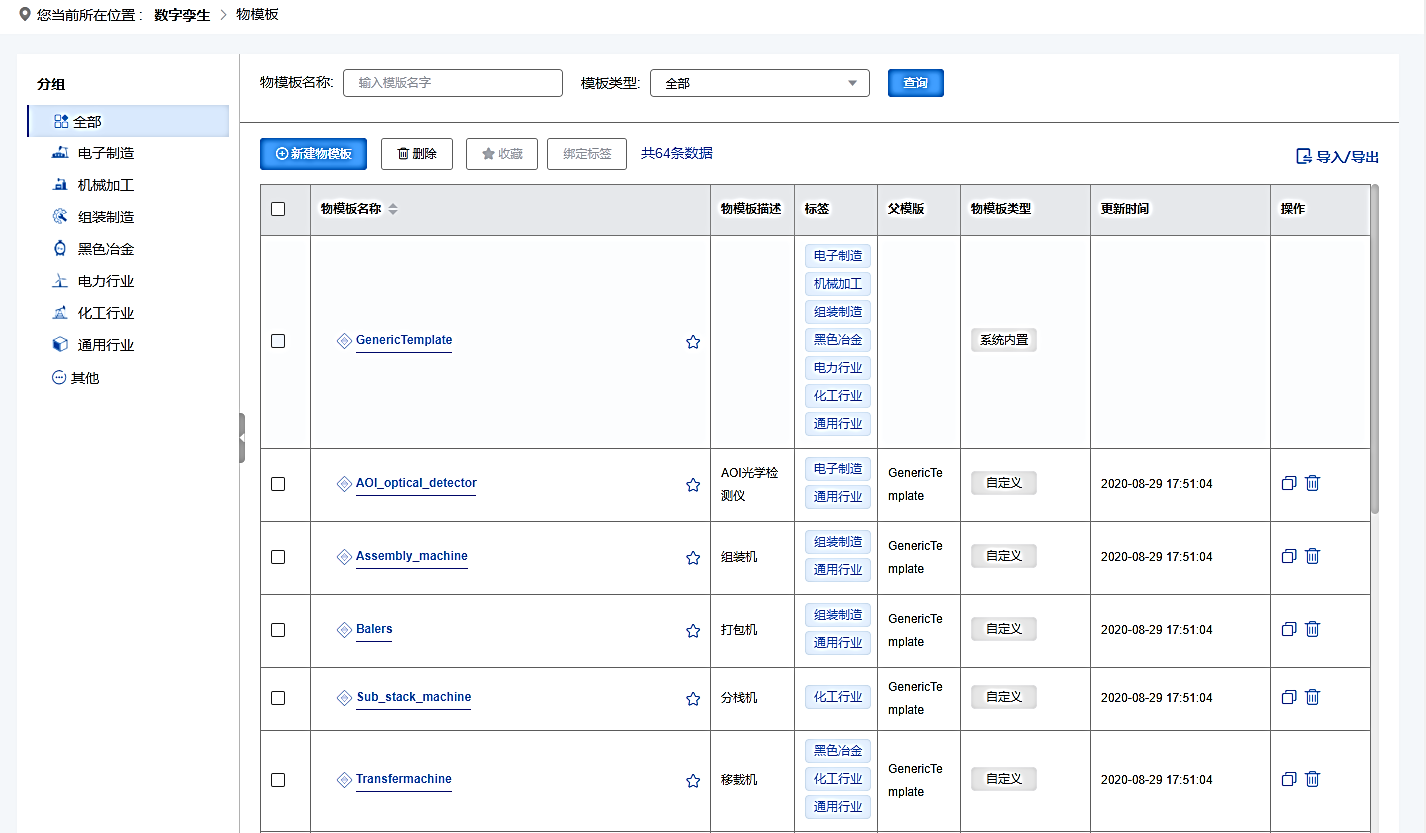 您当前所在位置： 数字孪生 > 物模板
分组
全部
电子制造
机械加工
组装制造
黑色冶金
电力行业
化工行业
通用行业
其他
物模板名称: 输入模版名字 模板类型: 全部 查询
新建物模板 删除 收藏 绑定标签 共64条数据 导入/导出
物模板名称 物模板描述 标签 父模版 物模板类型 更新时间 操作
电子制造
机械加工
组装制造
黑色冶金
GenericTemplate 系统内置
电力行业
化工行业
通用行业
AOI_optical_detector
AOI光学检
测仪
电子制造
通用行业
GenericTe
mplate
自定义
2020-08-29 17:51:04
Assembly_machine
组装机
组装制造
通用行业
GenericTe
mplate
自定义
2020-08-29 17:51:04
Balers
打包机
组装制造
通用行业
GenericTe
mplate
自定义
2020-08-29 17:51:04
Sub_stack_machine
分栈机
化工行业
GenericTe
mplate
自定义
2020-08-29 17:51:04
Transfermachine
移载机
黑色冶金
化工行业
通用行业
GenericTe
mplate
自定义
2020-08-29 17:51:04